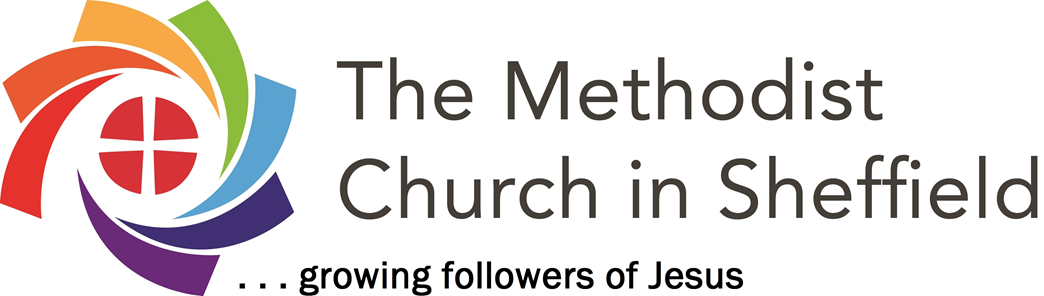 The Methodist
Church in Sheffield
. . . growing followers of Jesus